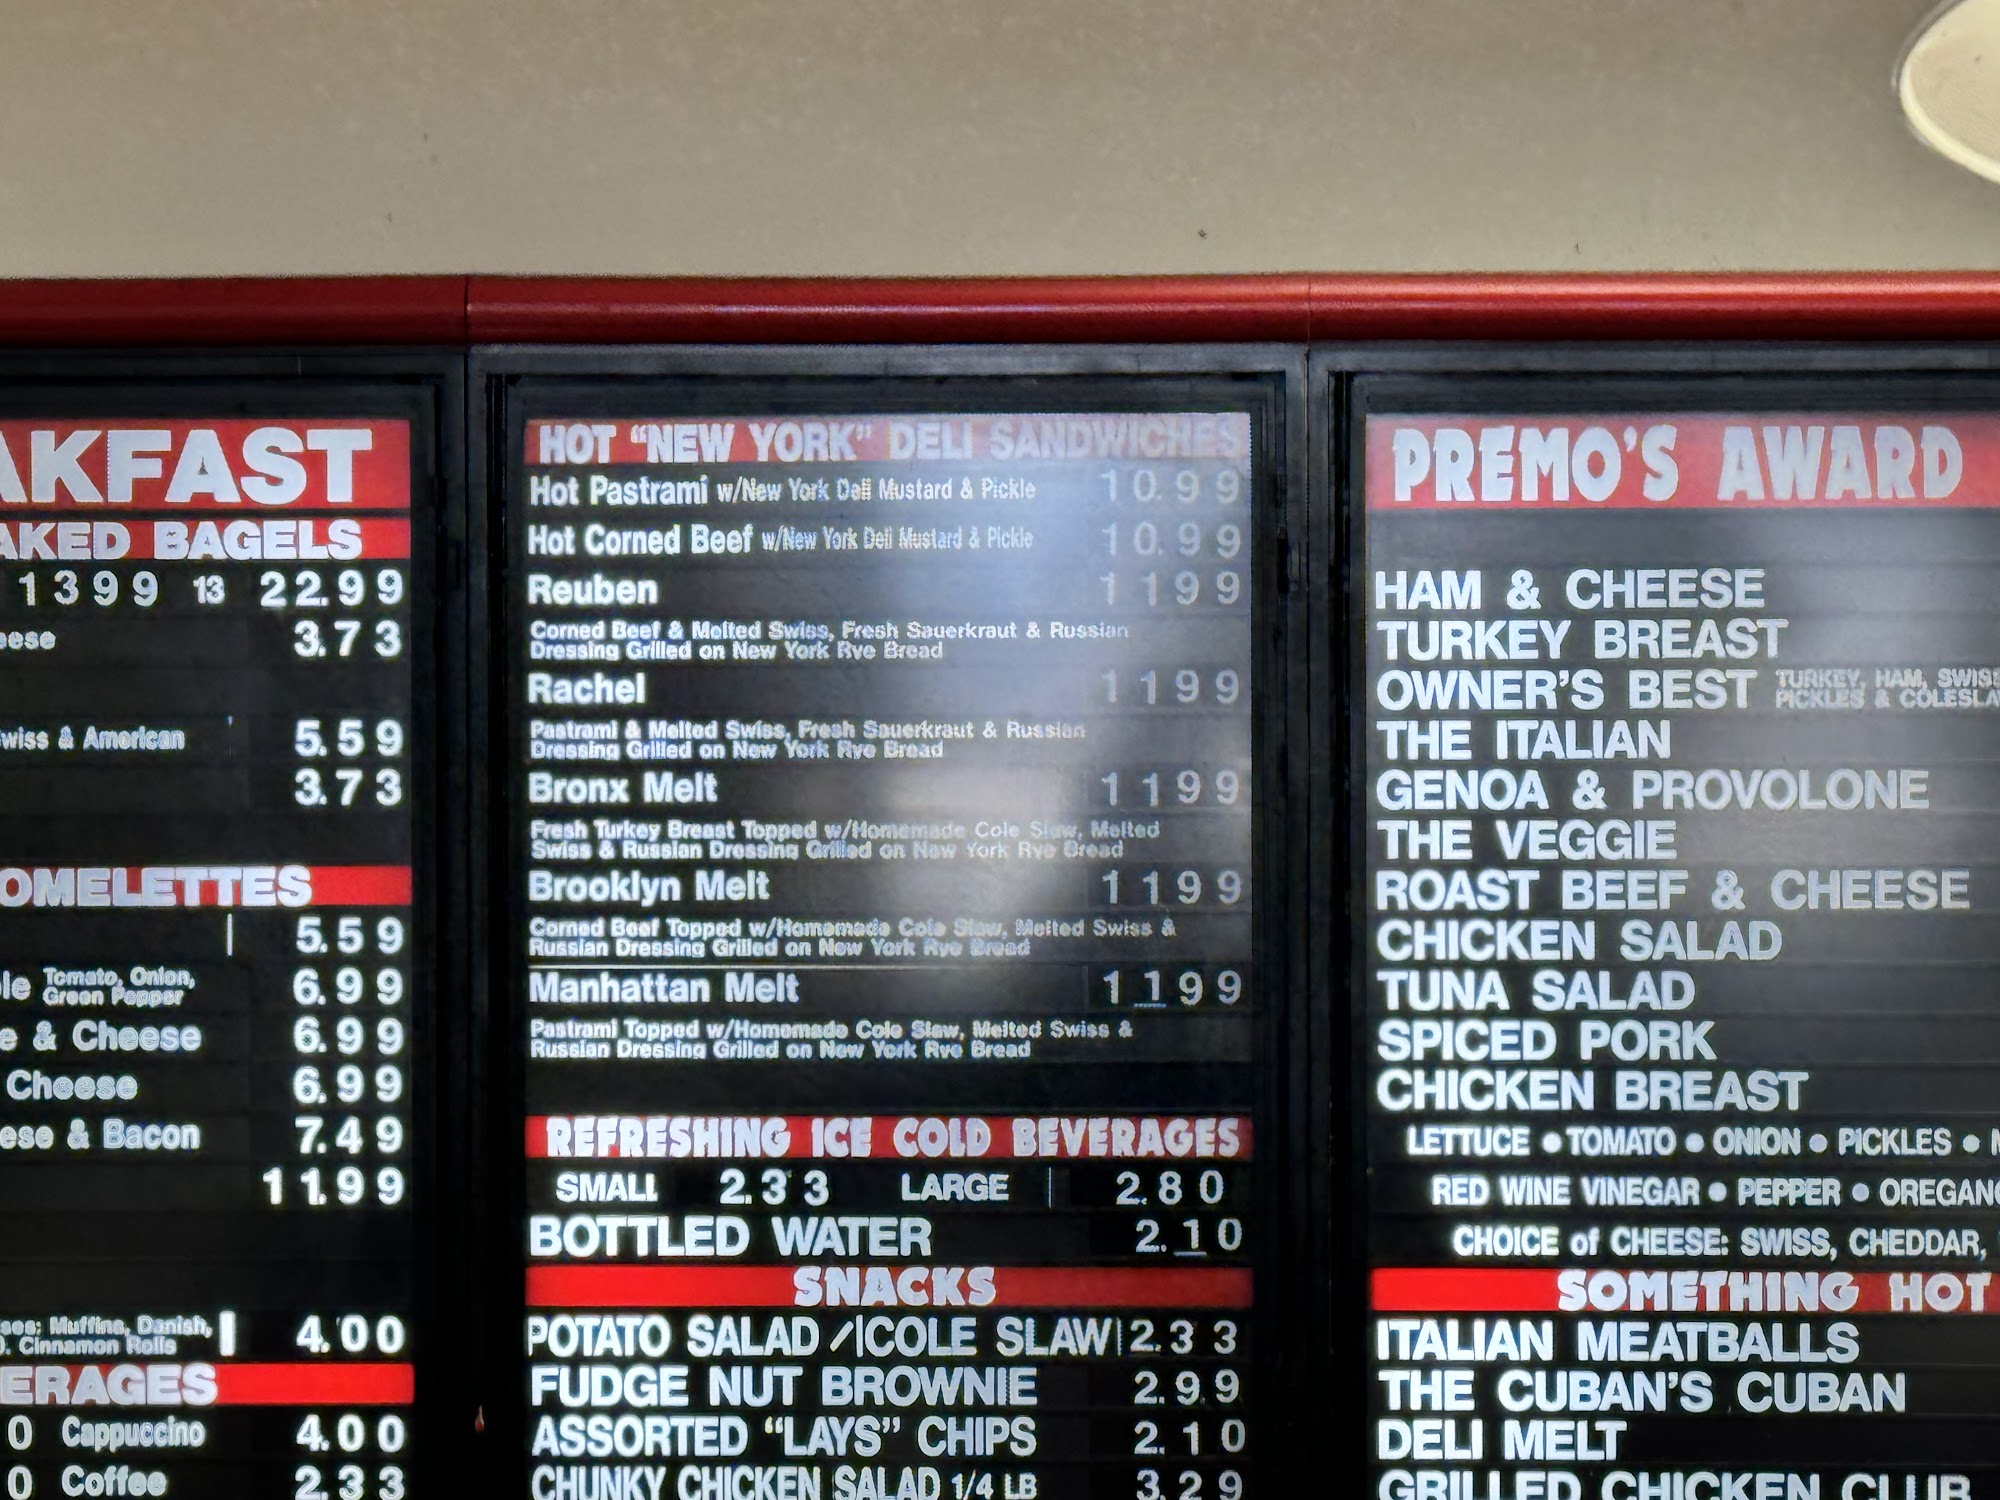 AKFAST
AKED BAGELS
1399 13 22.99
eese 3.73
wiss & American 5.59
3.73
OMELETTES
5.59
le Tomato, Onion,
Green Pepper 6.99
e & Cheese 6.99
Cheese 6.99
ese & Bacon 7.49
1199
ses: Muffins, Danish,
Cinnamon Rolls 4.00
ERAGES
0 Cappuccino 4.00
0 Coffee 2.33
HOT "NEW YORK" DELI SANDWICHES
Hot Pastrami w/New York Deli Mustard & Pickle 10.99
Hot Corned Beef w/New York Deli Mustard & Pickle 10.99
Reuben 1199
Corned Beef & Melted Swiss, Fresh Sauerkraut & Russian
Dressing Grilled on New York Rye Bread
Rachel 1199
Pastrami & Melted Swiss, Fresh Sauerkraut & Russian
Dressing Grilled on New York Rye Bread
Bronx Melt 1199
Fresh Turkey Breast Topped w/Homemade Cole Slaw, Melted
Swiss & Russian Dressing Grilled on New York Rye Bread
Brooklyn Melt 1199
Corned Beef Topped w/Homemade Cole Slaw, Melted Swiss &
Russian Dressing Grilled on New York Rye Bread
Manhattan Melt 1199
Pastrami Topped w/Homemade Cole Slaw, Melted Swiss &
Russian Dressing Grilled on New York Rye Bread
REFRESHING ICE COLD BEVERAGES
SMALL 2.33 LARGE 2.80
BOTTLED WATER 2.10
SNACKS
POTATO SALAD / COLE SLAW 2.33
FUDGE NUT BROWNIE 2.99
ASSORTED "LAYS" CHIPS 2.10
CHUNKY CHICKEN SALAD 1/4 LB 3.29
PREMO'S AWARD
HAM & CHEESE
TURKEY BREAST
OWNER'S BEST TURKEY, HAM, SWISS
PICKLES & COLESLA
THE ITALIAN
GENOA & PROVOLONE
THE VEGGIE
ROAST BEEF & CHEESE
CHICKEN SALAD
TUNA SALAD
SPICED PORK
CHICKEN BREAST
LETTUCE • TOMATO • ONION • PICKLES •
RED WINE VINEGAR • PEPPER • OREGANO
CHOICE of CHEESE: SWISS, CHEDDAR,
SOMETHING HOT
ITALIAN MEATBALLS
THE CUBAN'S CUBAN
DELI MELT
GRILLED CHICKEN CLUB